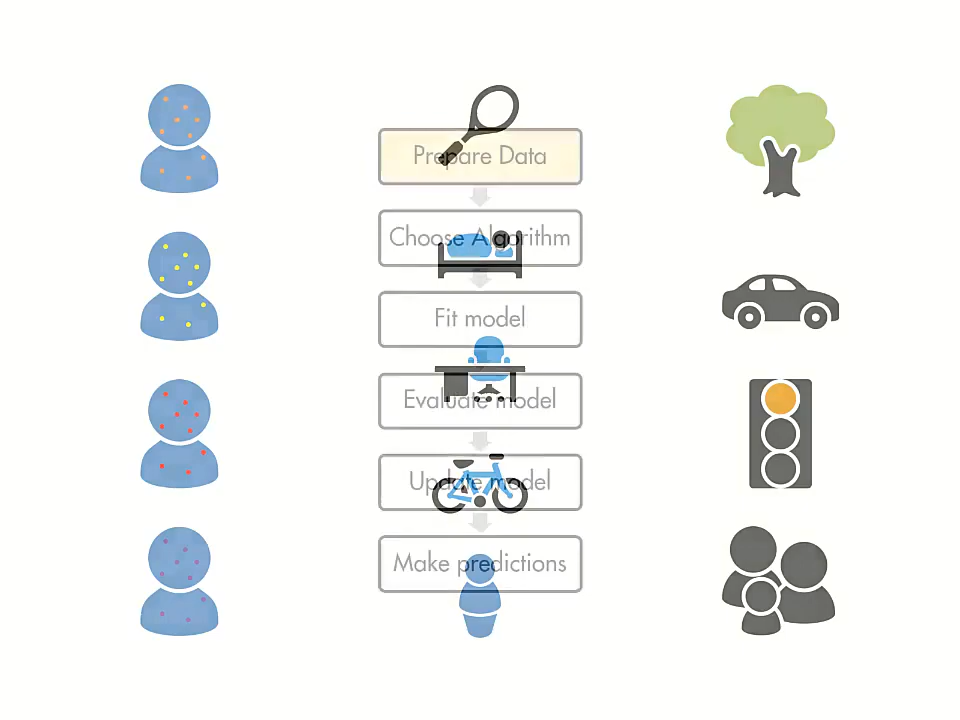 Prepare Data
Choose Algorithm
Fit model
Evaluate model
Update model
Make predictions